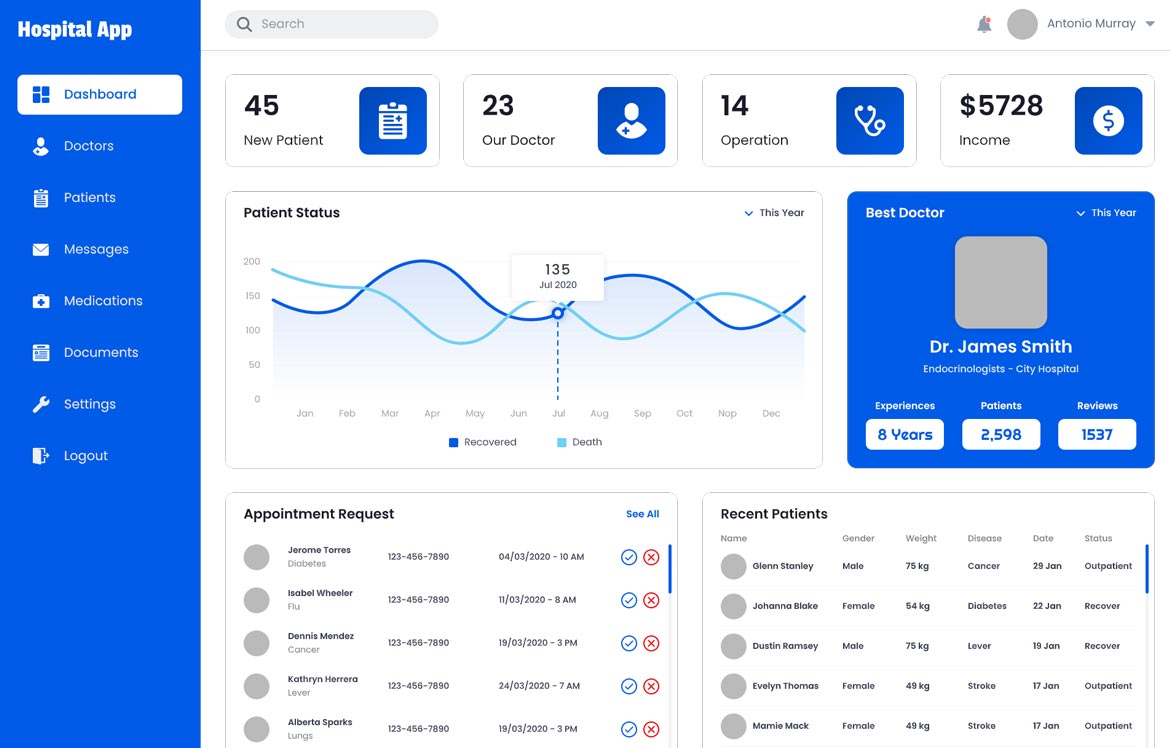 Hospital App
Search
Antonio Murray
Dashboard
Doctors
Patients
Messages
Medications
Documents
Settings
Logout
45
New Patient
23
Our Doctor
14
Operation
$5728
Income
Patient Status
This Year
200
150
100
50
0
135
Jul 2020
Jan Feb Mar Apr May Jun Jul Aug Sep Oct Nop Dec
Recovered Death
Best Doctor
This Year
Dr. James Smith
Endocrinologists - City Hospital
Experiences Patients Reviews
8 Years 2,598 1537
Appointment Request See All
Jerome Torres
Diabetes
123-456-7890 04/03/2020 - 10 AM
Isabel Wheeler
Flu
123-456-7890 11/03/2020 - 8 AM
Dennis Mendez
Cancer
123-456-7890 19/03/2020 - 3 PM
Kathryn Herrera
Lever
123-456-7890 24/03/2020 - 7 AM
Alberta Sparks
Lungs
123-456-7890 19/03/2020 - 3 PM
Recent Patients
Name Gender Weight Disease Date Status
Glenn Stanley Male 75 kg Cancer 29 Jan Outpatient
Johanna Blake Female 54 kg Diabetes 22 Jan Recover
Dustin Ramsey Male 75 kg Lever 19 Jan Recover
Evelyn Thomas Female 49 kg Stroke 17 Jan Outpatient
Mamie Mack Female 49 kg Stroke 17 Jan Outpatient